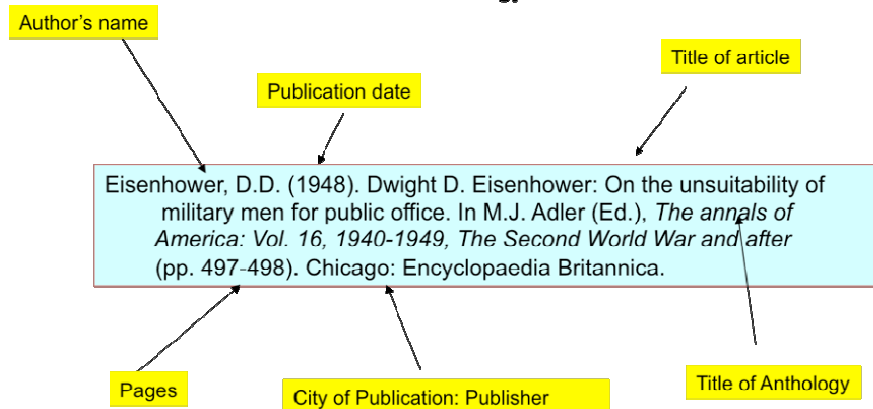 Author's name
Title of article
Publication date
Eisenhower, D.D. (1948). Dwight D. Eisenhower: On the unsuitability of
military men for public office. In M.J. Adler (Ed.), The annals of
America: Vol. 16, 1940-1949, The Second World War and after
(pp. 497-498). Chicago: Encyclopaedia Britannica.
Pages
City of Publication: Publisher
Title of Anthology